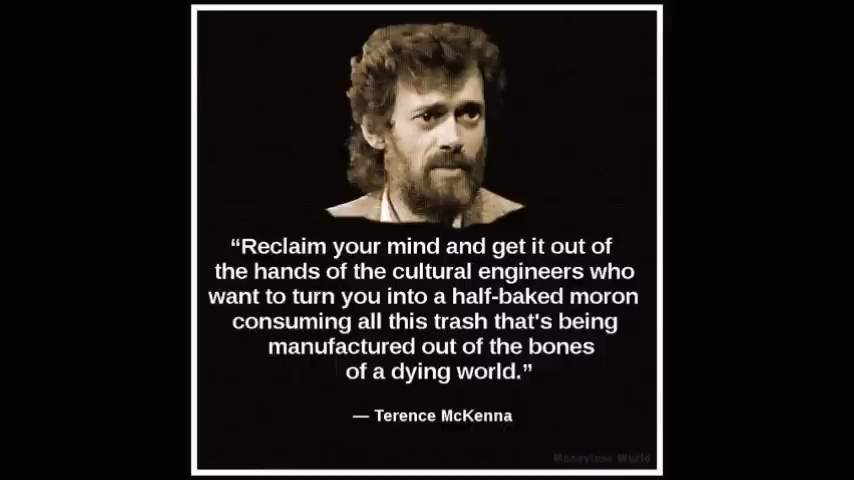 “Reclaim your mind and get it out of
the hands of the cultural engineers who
want to turn you into a half-baked moron
consuming all this trash that's being
manufactured out of the bones
of a dying world.”
— Terence McKenna
Moneyless World